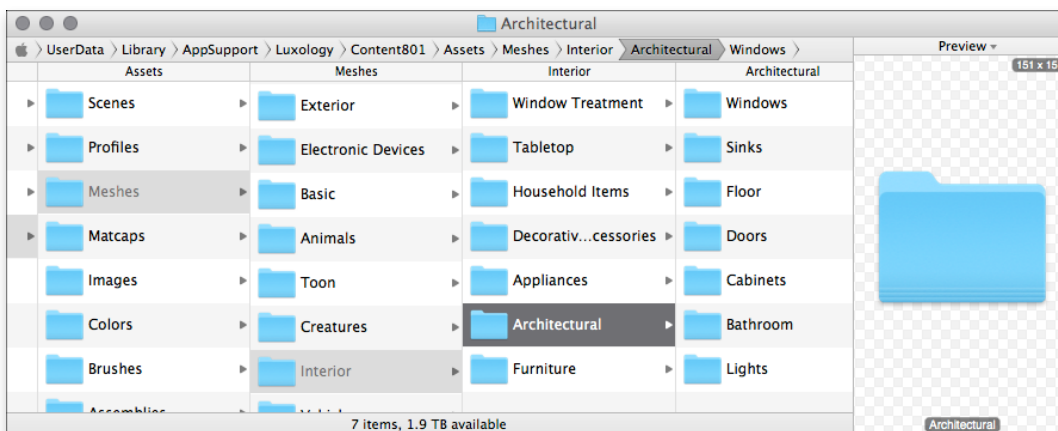 Architectural
UserData Library AppSupport Luxology Content801 Assets Meshes Interior Architectural Windows
Preview
Assets Meshes Interior Architectural
151 x 15
Scenes Exterior Window Treatment Windows
Profiles Electronic Devices Tabletop Sinks
Meshes Basic Household Items Floor
Matcaps Animals Decorativ...cessories Doors
Images Toon Appliances Cabinets
Colors Creatures Architectural Bathroom
Brushes Interior Furniture Lights
Assemblies
7 items, 1.9 TB available
Architectural